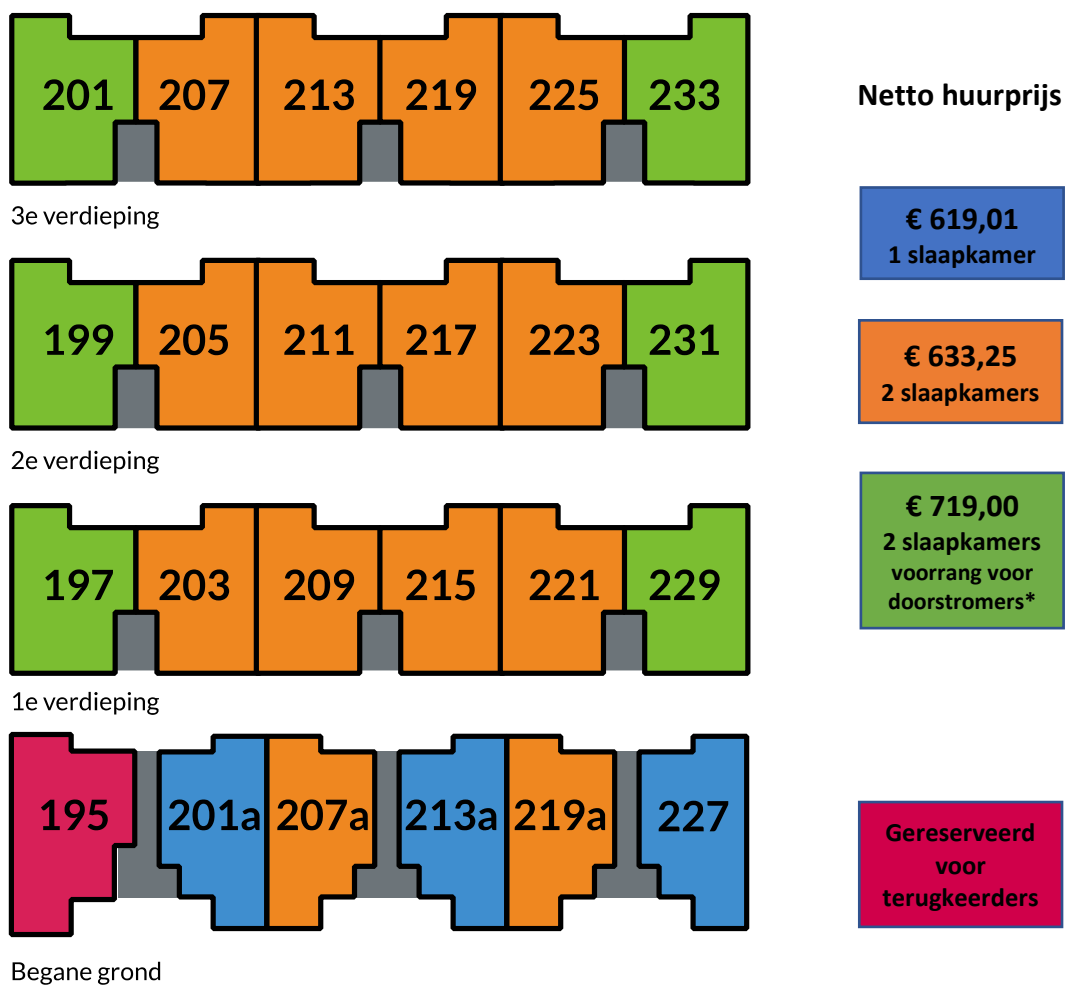 201 207 213 219 225 233
3e verdieping
199 205 211 217 223 231
2e verdieping
197 203 209 215 221 229
1e verdieping
195 201a 207a 213a 219a 227
Begane grond
Netto huurprijs
€ 619,01
1 slaapkamer
€ 633,25
2 slaapkamers
€ 719,00
2 slaapkamers
voorrang voor
doorstromers*
Gereserveerd
voor
terugkeerders